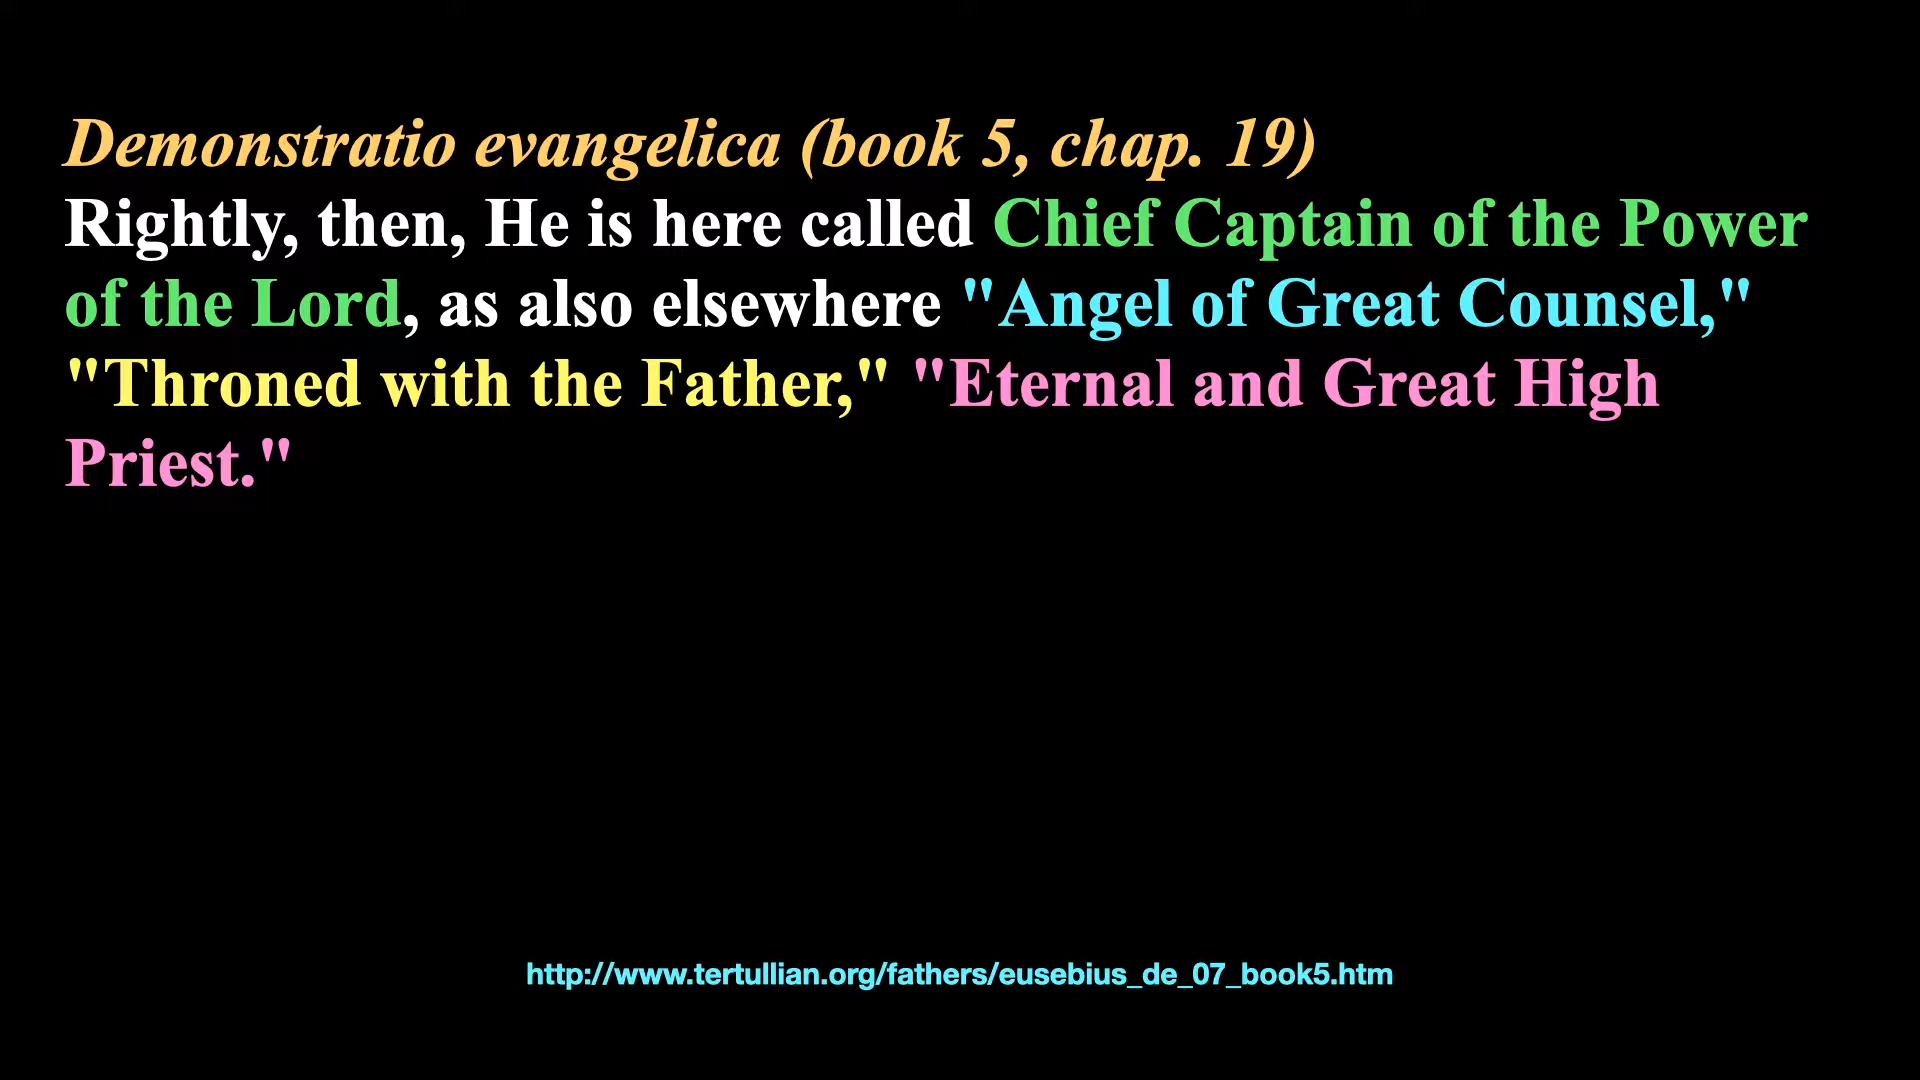 Demonstratio evangelica (book 5, chap. 19)
Rightly, then, He is here called Chief Captain of the Power
of the Lord, as also elsewhere "Angel of Great Counsel,"
"Throned with the Father," "Eternal and Great High
Priest."
http://www.tertullian.org/fathers/eusebius_de_07_book5.htm